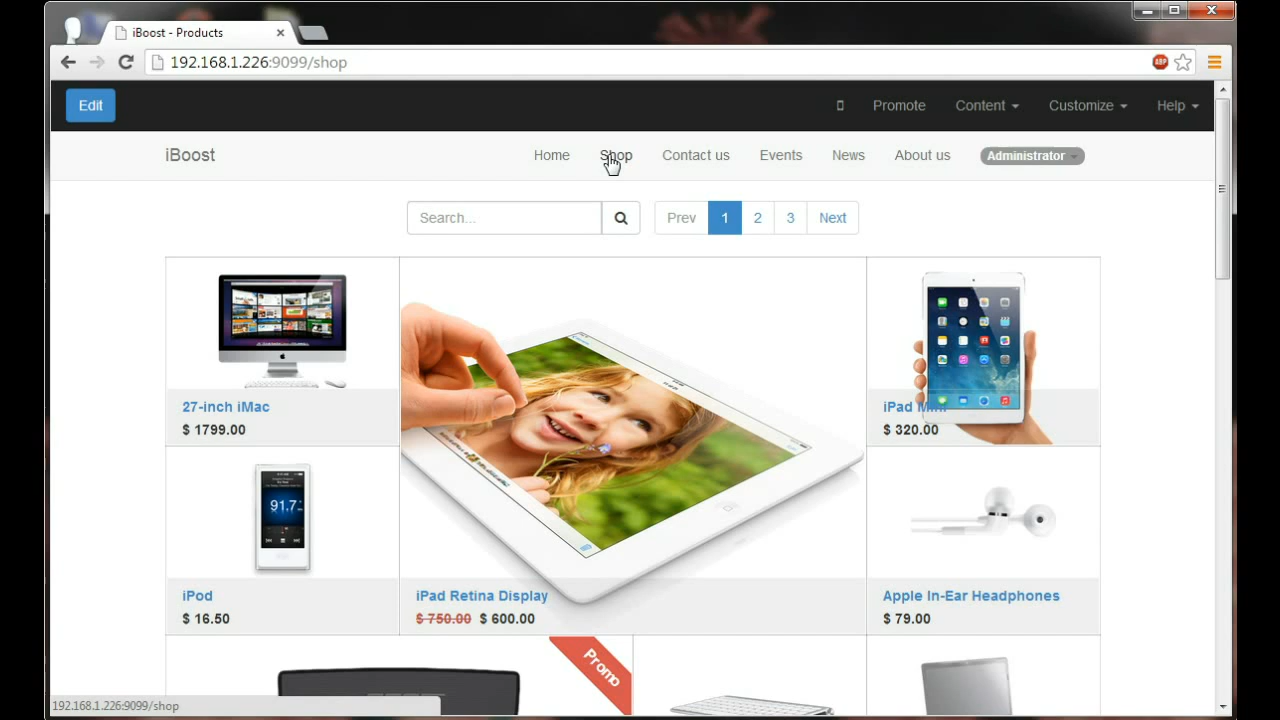 iBoost - Products
192.168.1.226:9099/shop
ABP
Edit
Promote
Content
Customize
Help
iBoost
Home
Shop
Contact us
Events
News
About us
Administrator
Search...
Prev
1
2
3
Next
27-inch iMac
$ 1799.00
iPad Mini
$ 320.00
91.7
iPod
$ 16.50
iPad Retina Display
$ 750.00 $ 600.00
Apple In-Ear Headphones
$ 79.00
Promo
192.168.1.226:9099/shop